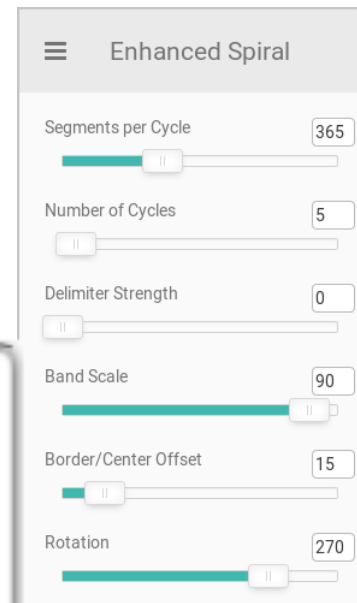 Enhanced Spiral
Segments per Cycle 365
Number of Cycles 5
Delimiter Strength 0
Band Scale 90
Border/Center Offset 15
Rotation 270